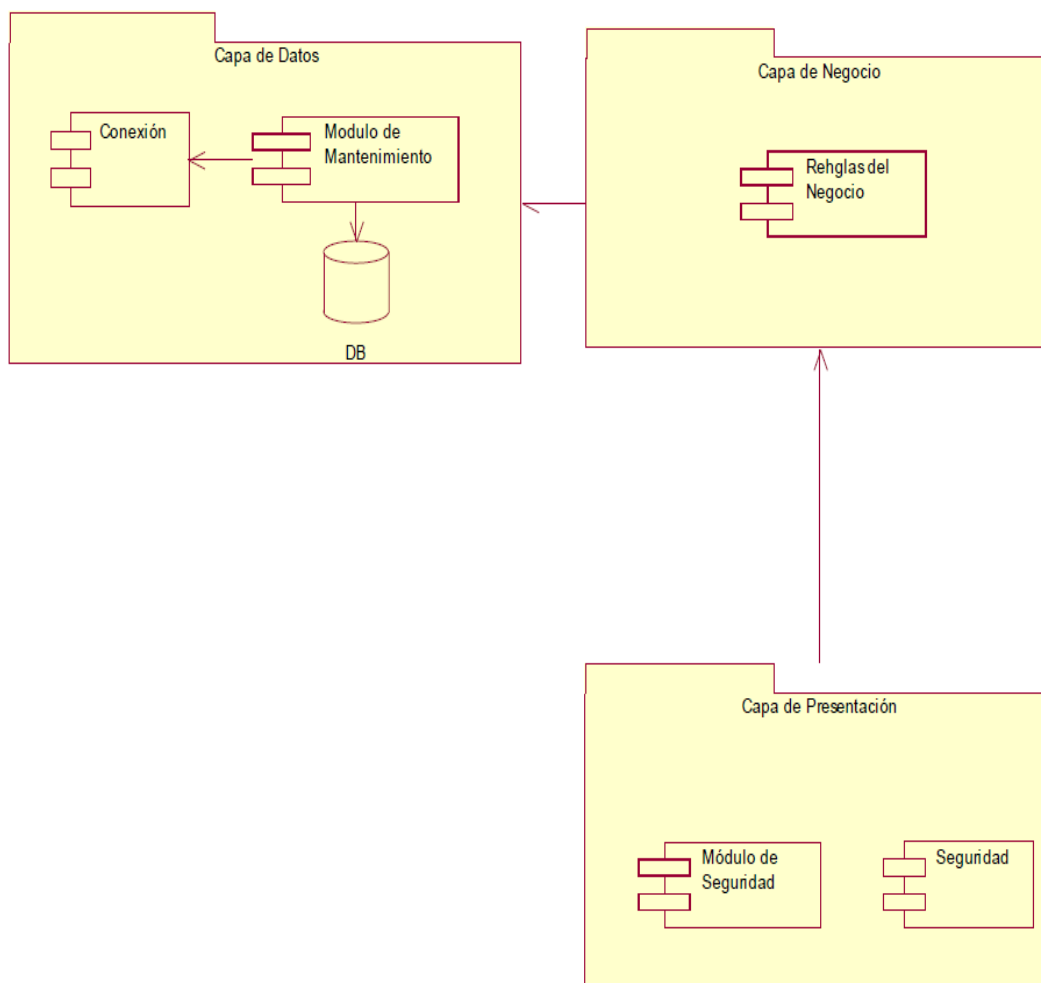 Capa de Datos
Conexión
Modulo de
Mantenimiento
DB
Capa de Negocio
Rehglas del
Negocio
Capa de Presentación
Módulo de
Seguridad
Seguridad